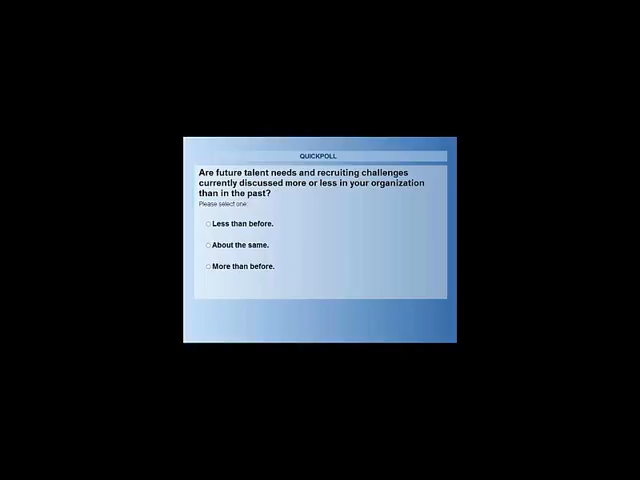 QUICKPOLL
Are future talent needs and recruiting challenges
currently discussed more or less in your organization
than in the past?
Please select one:
Less than before.
About the same.
More than before.